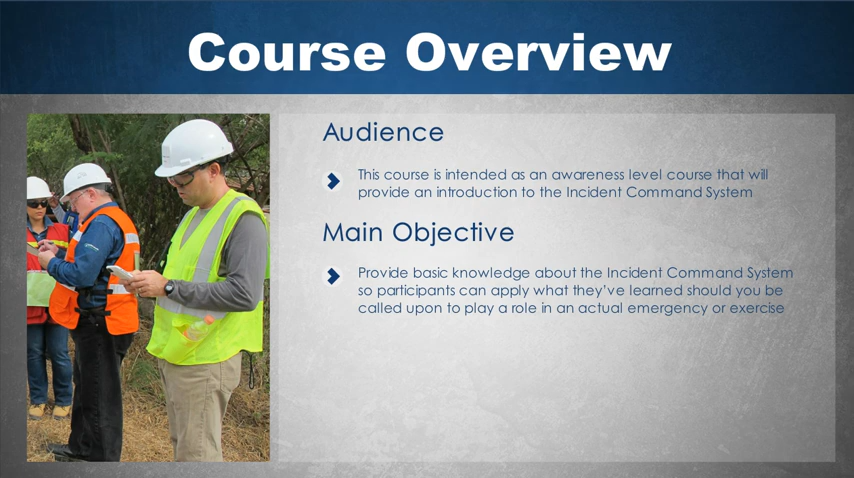 Course Overview
Audience
This course is intended as an awareness level course that will
provide an introduction to the Incident Command System
Main Objective
Provide basic knowledge about the Incident Command System
so participants can apply what they've learned should you be
called upon to play a role in an actual emergency or exercise